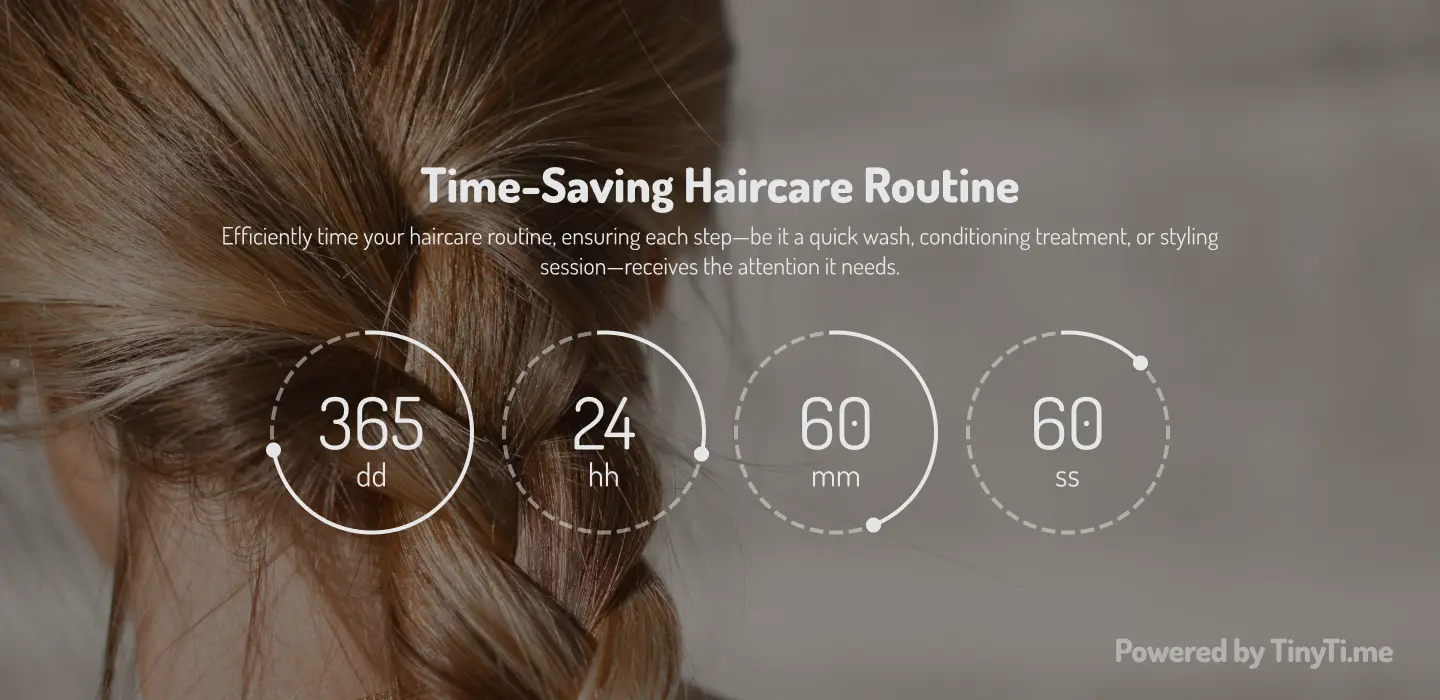 Time-Saving Haircare Routine
Efficiently time your haircare routine, ensuring each step—be it a quick wash, conditioning treatment, or styling
session—receives the attention it needs.
365 24 60 60
dd hh mm ss
Powered by TinyTi.me